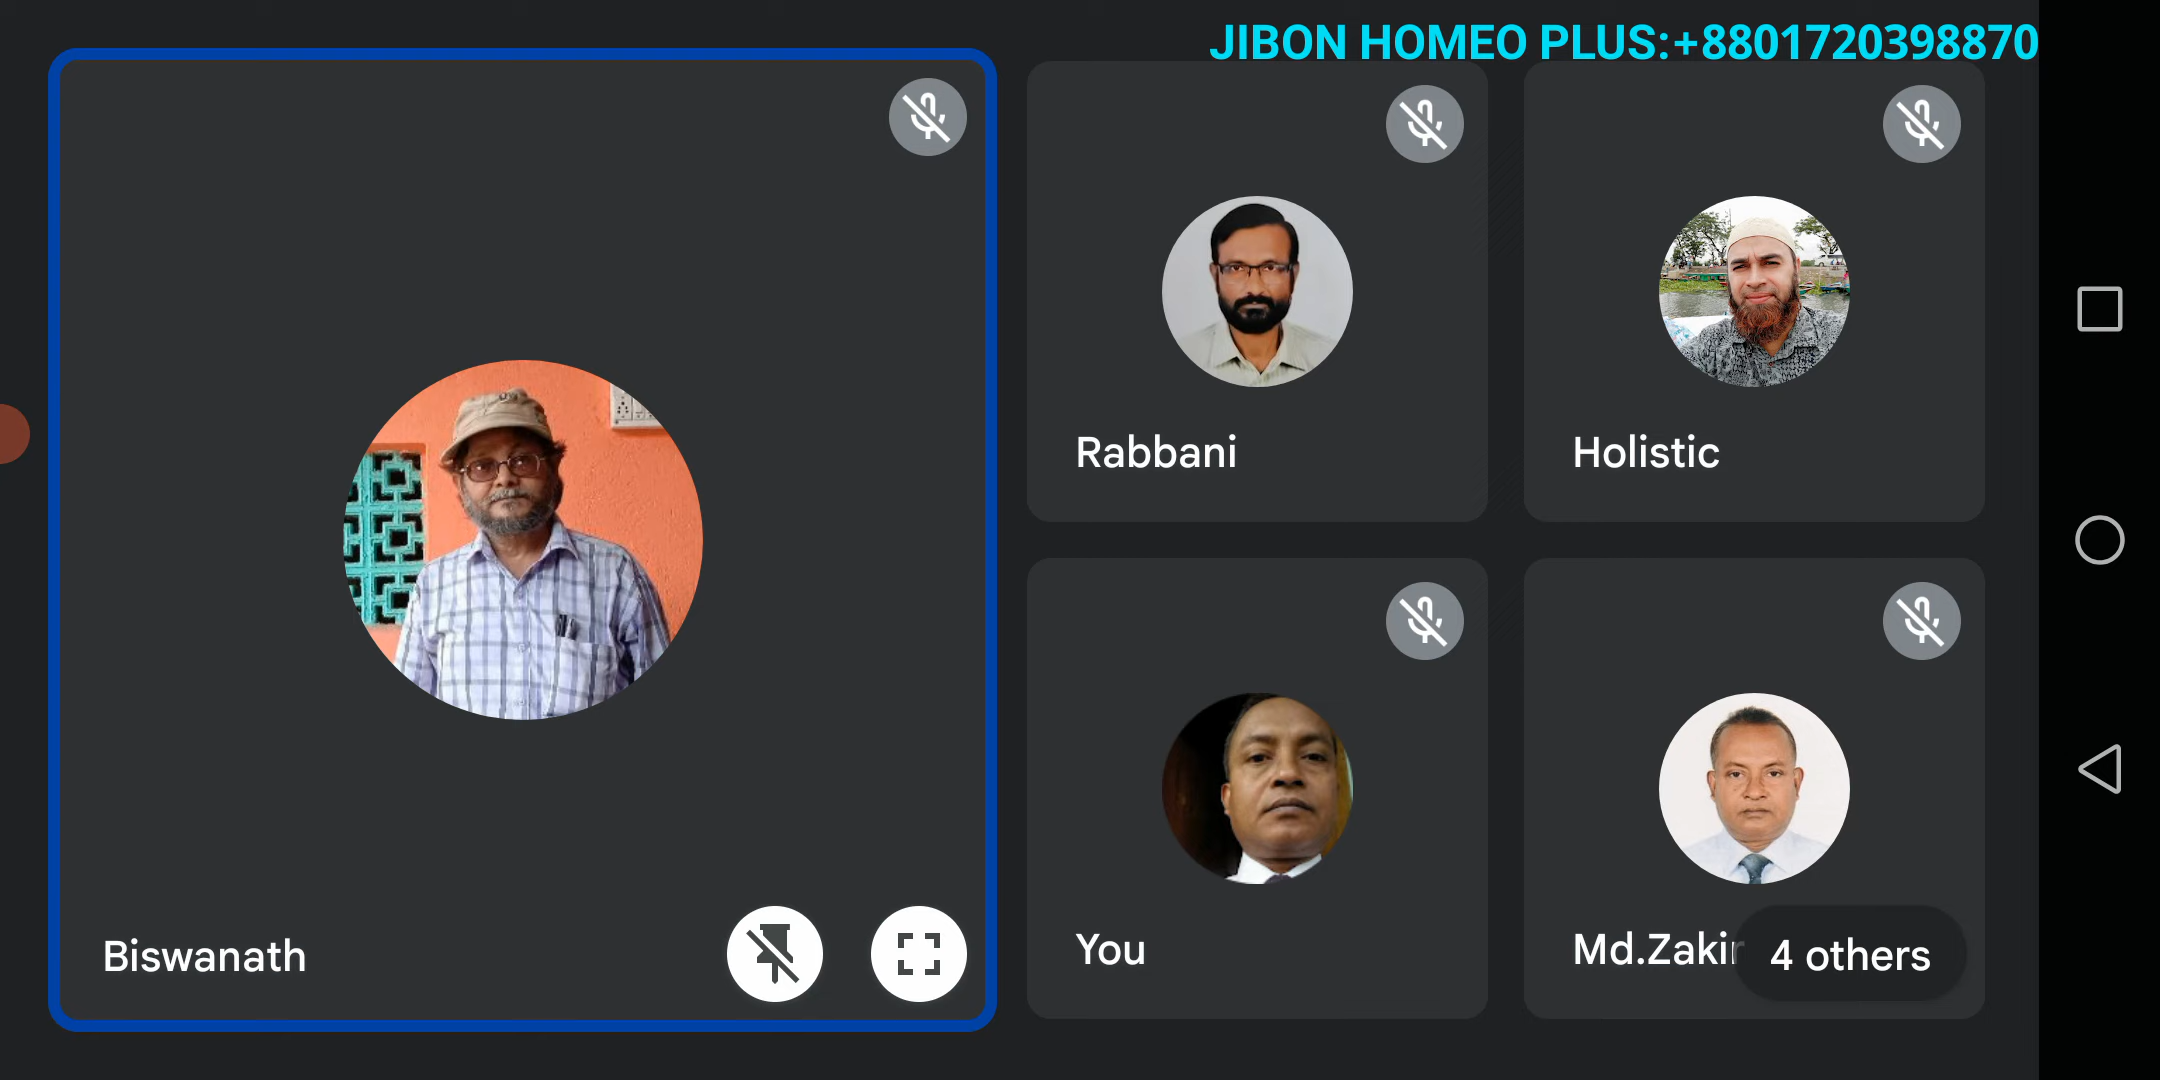 JIBON HOMEO PLUS:+8801720398870
Biswanath
Rabbani
Holistic
You
Md.Zakir
4 others